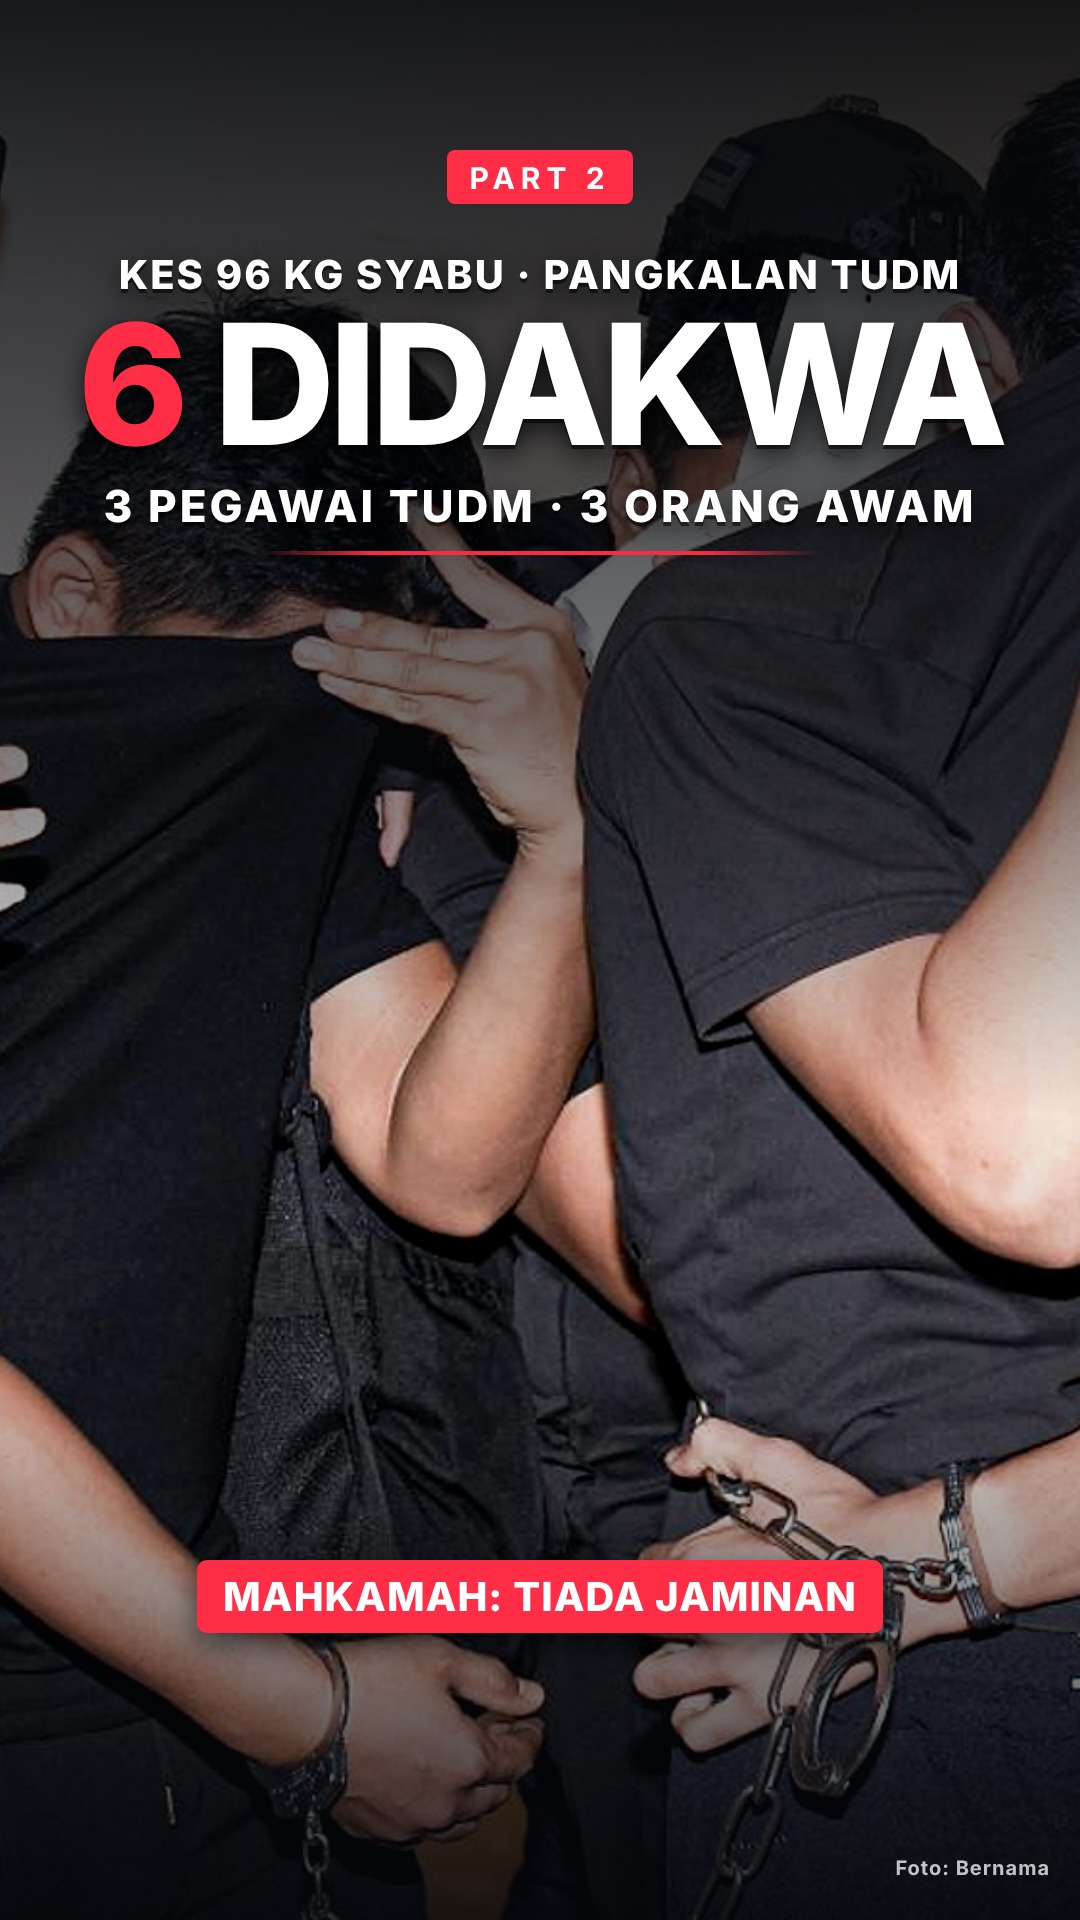 PART 2
KES 96 KG SYABU · PANGKALAN TUDM
6 DIDAKWA
3 PEGAWAI TUDM · 3 ORANG AWAM
MAHKAMAH: TIADA JAMINAN
Foto: Bernama